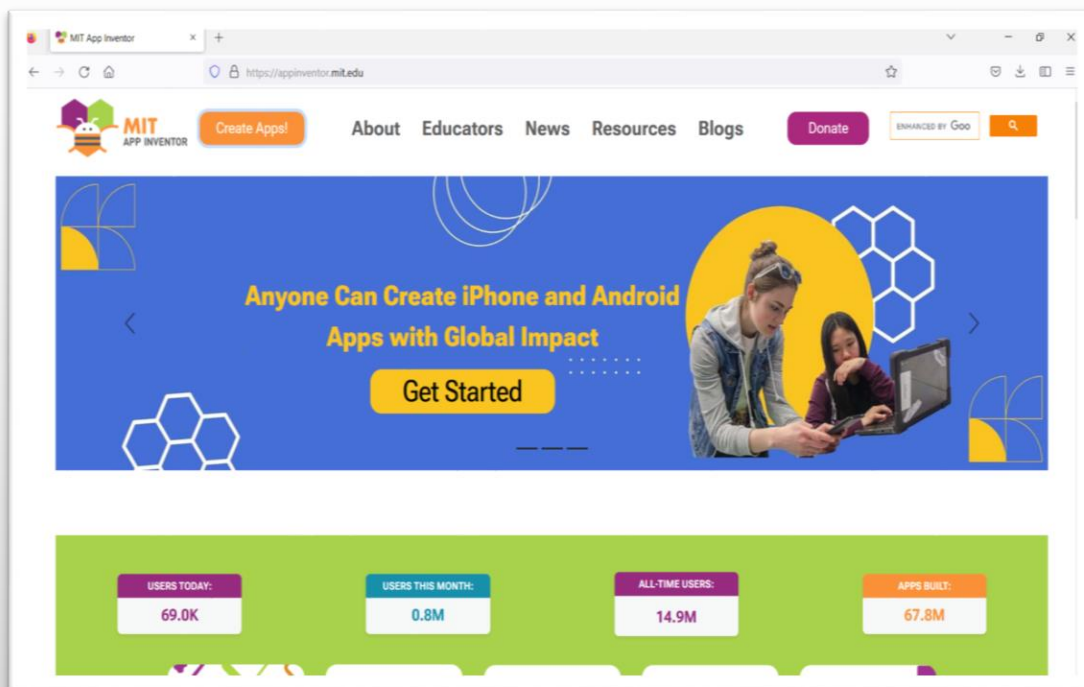 MIT App Inventor
https://appinventor.mit.edu
MIT
APP INVENTOR
Create Apps!
About Educators News Resources Blogs
Donate
ENHANCED BY Goo
Anyone Can Create iPhone and Android
Apps with Global Impact
Get Started
USERS TODAY:
69.0K
USERS THIS MONTH:
0.8M
ALL-TIME USERS:
14.9M
APPS BUILT:
67.8M